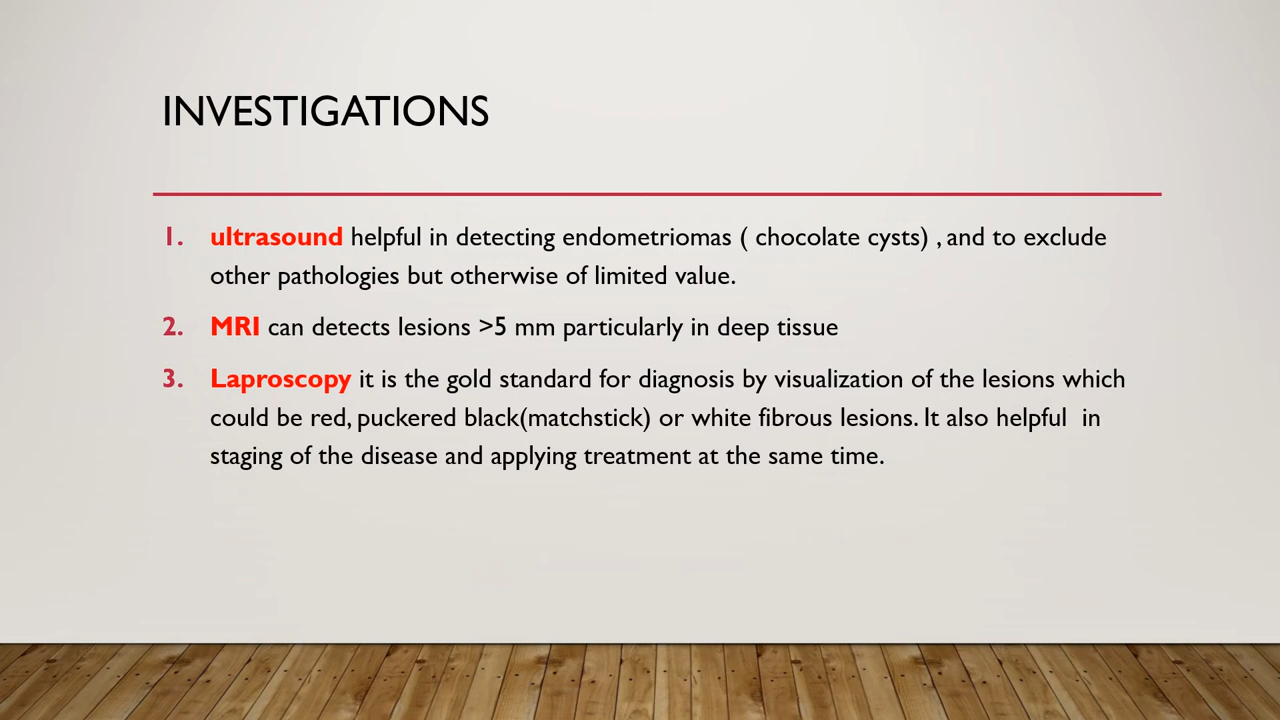 INVESTIGATIONS
1. ultrasound helpful in detecting endometriomas ( chocolate cysts) , and to exclude
other pathologies but otherwise of limited value.
2. MRI can detects lesions >5 mm particularly in deep tissue
3. Laproscopy it is the gold standard for diagnosis by visualization of the lesions which
could be red, puckered black(matchstick) or white fibrous lesions. It also helpful  in
staging of the disease and applying treatment at the same time.